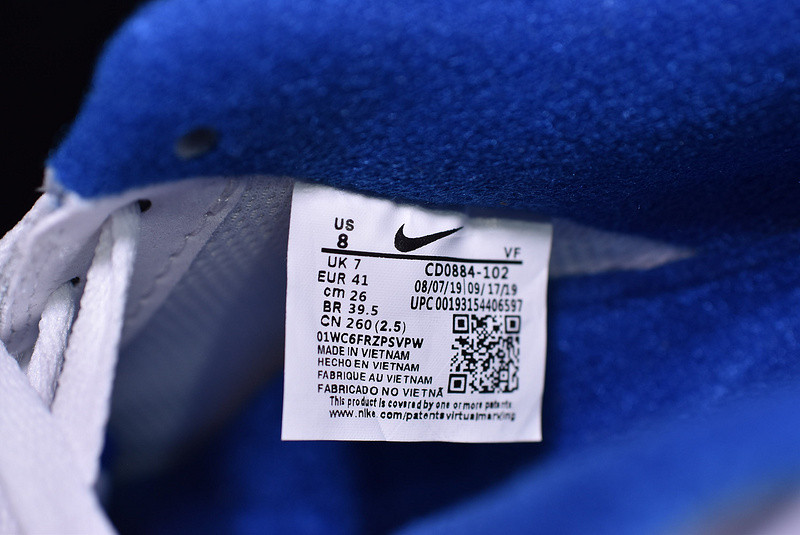 US
8
VF
UK 7
CD0884-102
EUR 41
08/07/19 09/17/19
cm 26
UPC 00193154406597
BR 39.5
CN 260 (2.5)
01WC6FRZPSVPW
MADE IN VIETNAM
HECHO EN VIETNAM
FABRIQUE AU VIETNAM
FABRICADO NO VIETNÃ
This product is covered by one or more patents.
www.nike.com/patentsvirtualmarking